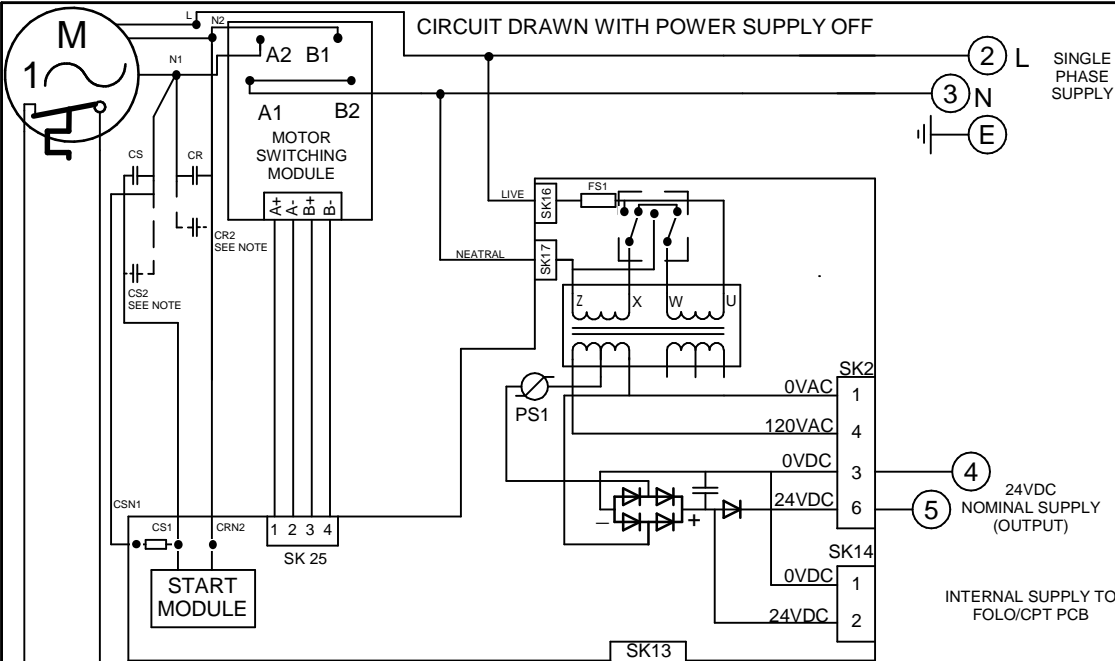 CIRCUIT DRAWN WITH POWER SUPPLY OFF
M
1
L
N2
N1
A2 B1
A1 B2
MOTOR
SWITCHING
MODULE
A+ A- B+ B-
2 L
3 N
E
SINGLE
PHASE
SUPPLY
CS
CR
CR2
SEE NOTE
CS2
SEE NOTE
LIVE
SK16
FS1
NEATRAL
SK17
Z X W U
PS1
SK2
0VAC 1
120VAC 4
0VDC 3
24VDC 6
4
5
24VDC
NOMINAL SUPPLY
(OUTPUT)
– +
SK14
0VDC 1
24VDC 2
INTERNAL SUPPLY TO
FOLO/CPT PCB
CSN1
CS1
CRN2
1 2 3 4
SK 25
START
MODULE
SK13